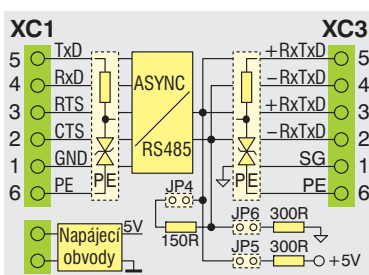 XC1 XC3
5 TxD +RxTxD 5
4 RxD ASYNC −RxTxD 4
3 RTS +RxTxD 3
2 CTS RS485 −RxTxD 2
1 GND SG 1
6 PE PE JP4 PE 6
150R JP6 300R
Napájecí 5V JP5 300R +5V
obvody